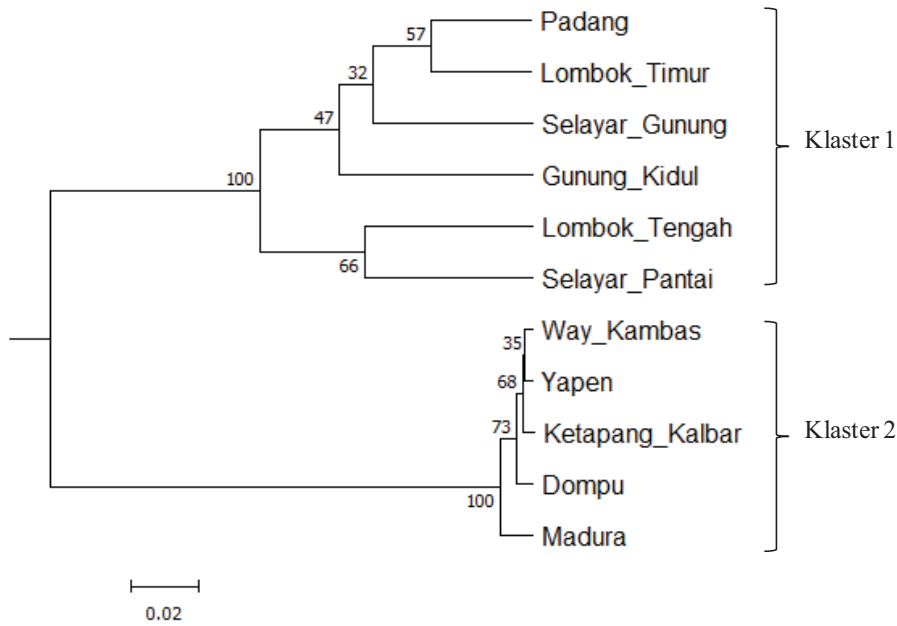 Padang
57
Lombok_Timur
32
Selayar_Gunung
47
Klaster 1
Gunung_Kidul
100
Lombok_Tengah
66
Selayar_Pantai
Way_Kambas
35
Yapen
68
Ketapang_Kalbar
73
Klaster 2
Dompu
100
Madura
0.02